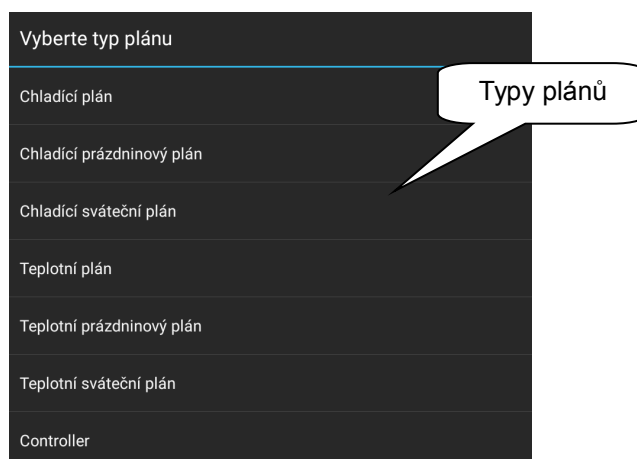 Vyberte typ plánu
Typy plánů
Chladící plán
Chladící prázdninový plán
Chladící sváteční plán
Teplotní plán
Teplotní prázdninový plán
Teplotní sváteční plán
Controller